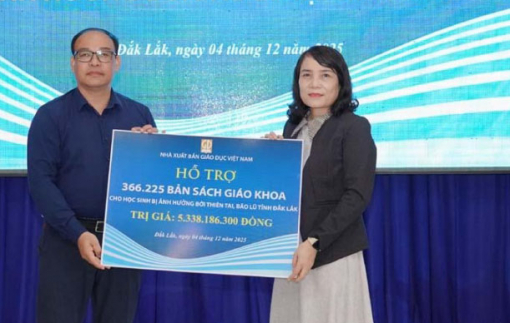 Đắk Lắk, ngày 04 tháng 12 năm 2025
NHÀ XUẤT BẢN GIÁO DỤC VIỆT NAM
HỖ TRỢ
366.225 BẢN SÁCH GIÁO KHOA
CHO HỌC SINH BỊ ẢNH HƯỞNG BỞI THIÊN TAI, BÃO LŨ TỈNH ĐẮK LẮK
TRỊ GIÁ: 5.338.186.300 ĐỒNG
Đắk Lắk, ngày 04 tháng 12 năm 2025